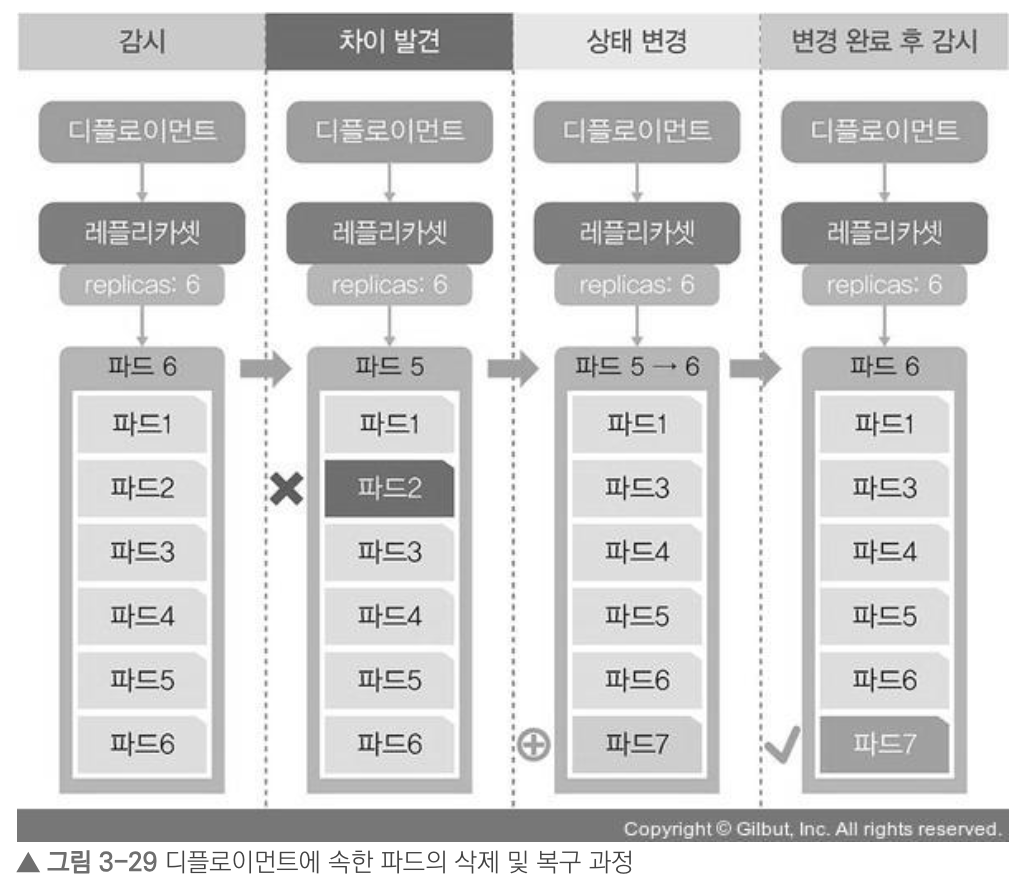 감시 차이 발견 상태 변경 변경 완료 후 감시
디플로이먼트 디플로이먼트 디플로이먼트 디플로이먼트
레플리카셋 레플리카셋 레플리카셋 레플리카셋
replicas: 6 replicas: 6 replicas: 6 replicas: 6
파드 6 파드 5 파드 5 → 6 파드 6
파드1 파드1 파드1 파드1
파드2 파드2 파드3 파드3
파드3 파드3 파드4 파드4
파드4 파드4 파드5 파드5
파드5 파드5 파드6 파드6
파드6 파드6 파드7 파드7
Copyright © Gilbut, Inc. All rights reserved.
▲ 그림 3-29 디플로이먼트에 속한 파드의 삭제 및 복구 과정